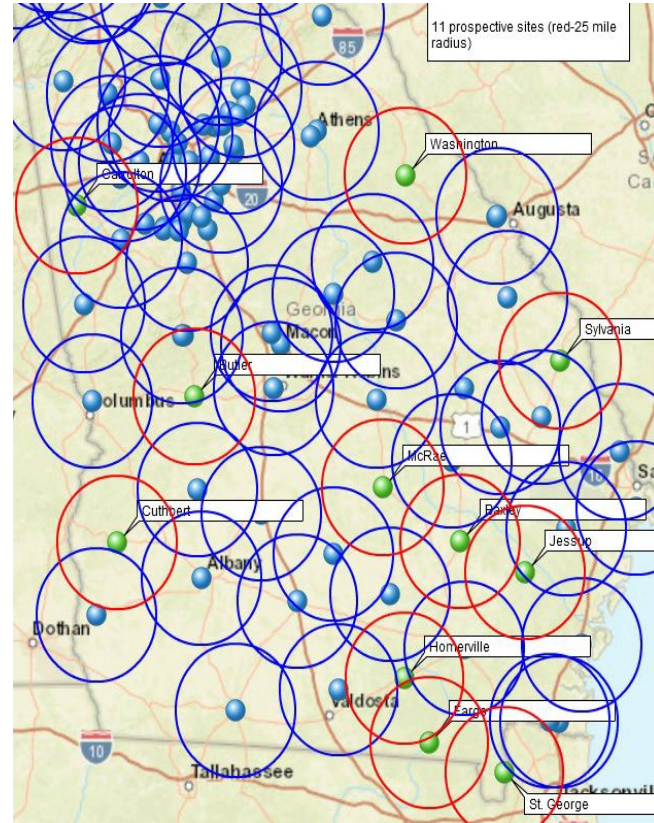 11 prospective sites (red-25 mile
radius)
85
Athens
Washington
Carrollton
20
Augusta
Georgia
Sylvania
Macon
Butler
Columbus
1
McRae
16
Cuthbert
Baxley
Albany
Jessup
Dothan
Homerville
Valdosta
Fargo
10
Tallahassee
Jacksonvil
St. George